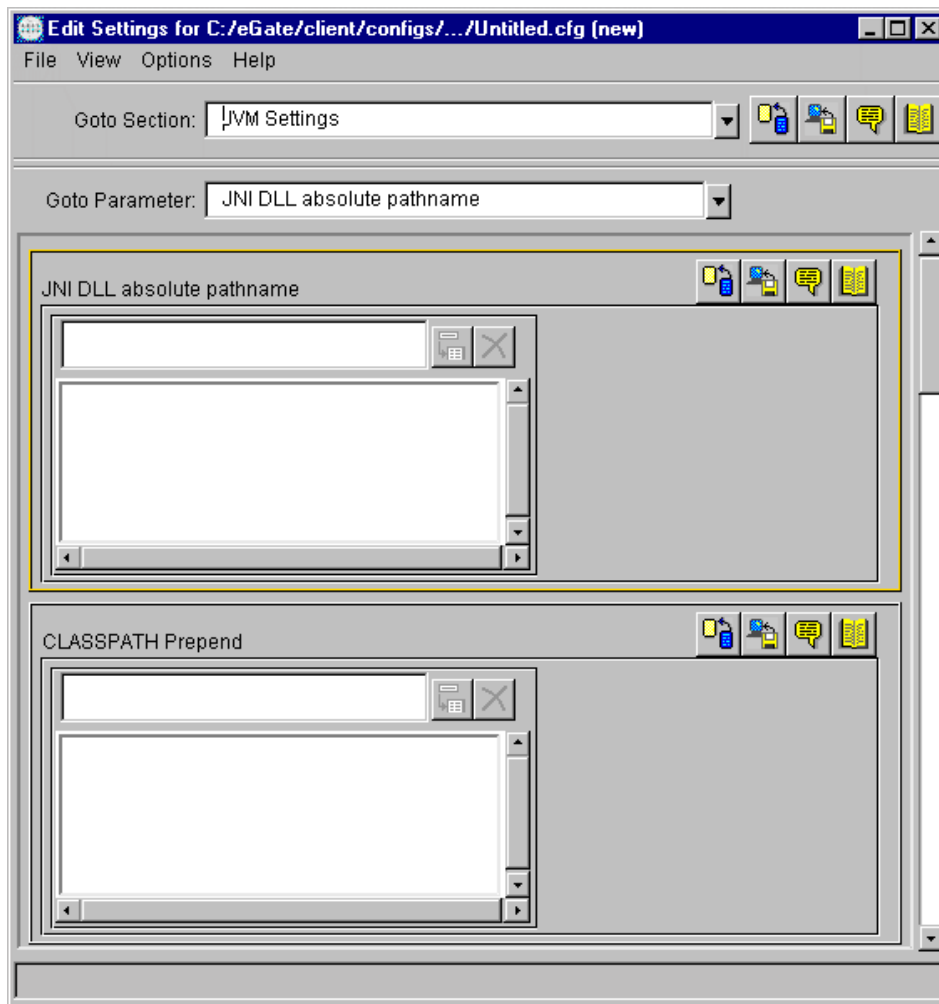 Edit Settings for C:/eGate/client/configs/.../Untitled.cfg (new)
File View Options Help
Goto Section: JVM Settings
Goto Parameter: JNI DLL absolute pathname
JNI DLL absolute pathname
CLASSPATH Prepend